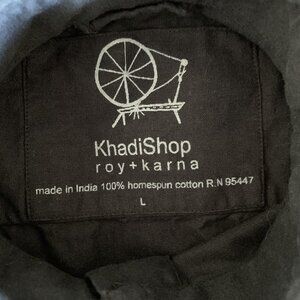 KhadiShop
roy+karna
made in India 100% homespun cotton R.N 95447
L